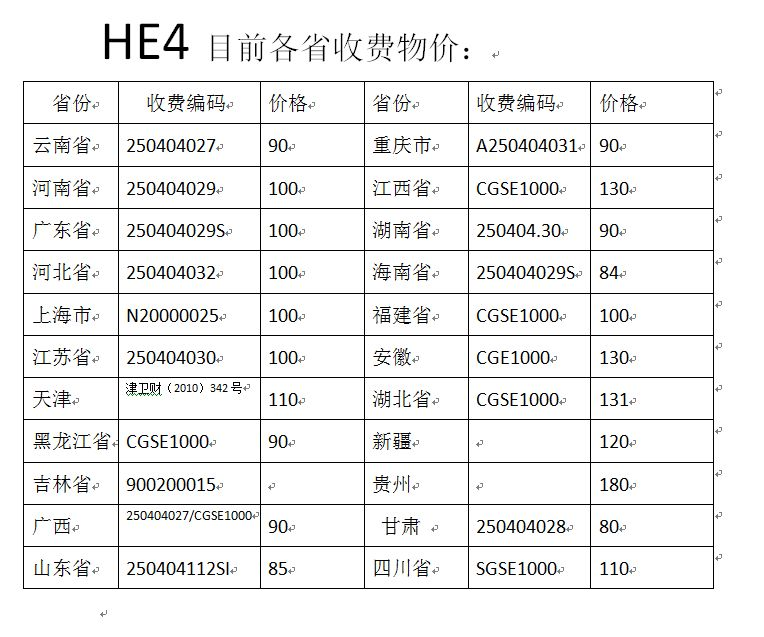 HE4 目前各省收费物价：
省份 收费编码 价格 省份 收费编码 价格
云南省 250404027 90 重庆市 A250404031 90
河南省 250404029 100 江西省 CGSE1000 130
广东省 250404029S 100 湖南省 250404.30 90
河北省 250404032 100 海南省 250404029S 84
上海市 N20000025 100 福建省 CGSE1000 100
江苏省 250404030 100 安徽 CGE1000 130
天津 津卫财（2010）342号 110 湖北省 CGSE1000 131
黑龙江省 CGSE1000 90 新疆 120
吉林省 900200015 贵州 180
广西 250404027/CGSE1000 90 甘肃 250404028 80
山东省 250404112SI 85 四川省 SGSE1000 110